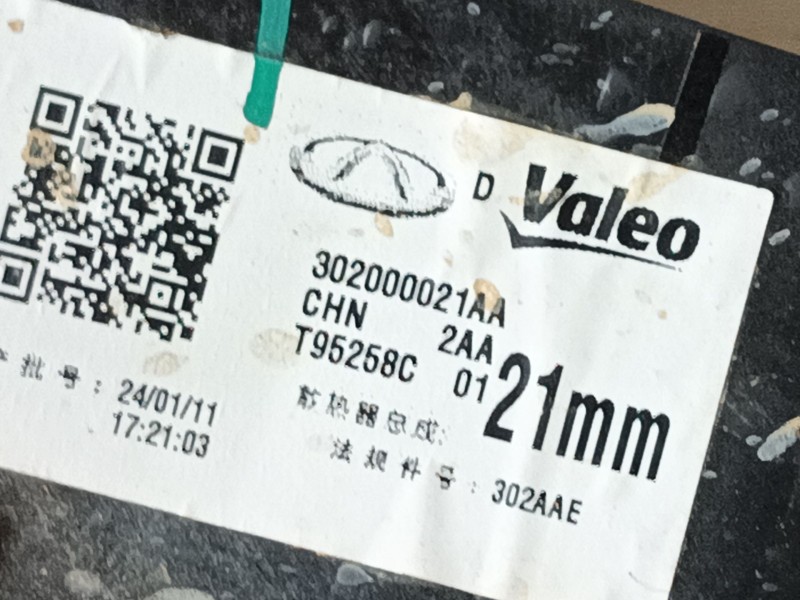 D Valeo
302000021AA
CHN 2AA
T95258C 01
21mm
散热器总成:
法规件号: 302AAE
批号: 24/01/11
17:21:03